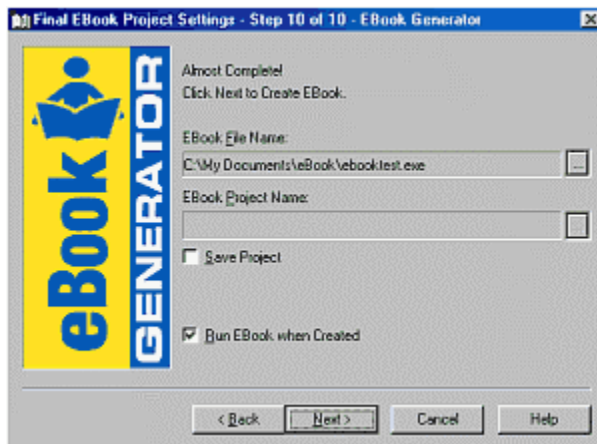 Final EBook Project Settings - Step 10 of 10 - EBook Generator
eBook
GENERATOR
Almost Complete!
Click Next to Create EBook.
EBook File Name:
C:\My Documents\eBook\ebooktest.exe
...
EBook Project Name:
Save Project
Run EBook when Created
< Back
Next >
Cancel
Help